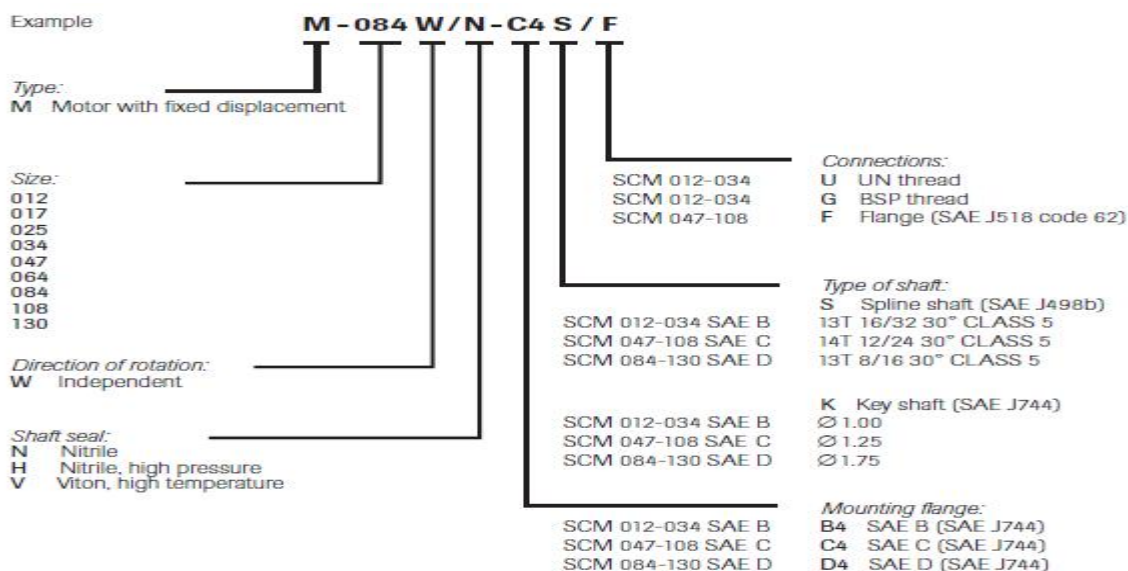 Example
M-084 W/N-C4 S / F
Type:
M Motor with fixed displacement
Size:
012
017
025
034
047
064
084
108
130
Direction of rotation:
W Independent
Shaft seal:
N Nitrile
H Nitrile, high pressure
V Viton, high temperature
Connections:
SCM 012-034 U UN thread
SCM 012-034 G BSP thread
SCM 047-108 F Flange (SAE J518 code 62)
Type of shaft:
S Spline shaft (SAE J498b)
SCM 012-034 SAE B 13T 16/32 30° CLASS 5
SCM 047-108 SAE C 14T 12/24 30° CLASS 5
SCM 084-130 SAE D 13T 8/16 30° CLASS 5
K Key shaft (SAE J744)
SCM 012-034 SAE B Ø 1.00
SCM 047-108 SAE C Ø 1.25
SCM 084-130 SAE D Ø 1.75
Mounting flange:
SCM 012-034 SAE B B4 SAE B (SAE J744)
SCM 047-108 SAE C C4 SAE C (SAE J744)
SCM 084-130 SAE D D4 SAE D (SAE J744)